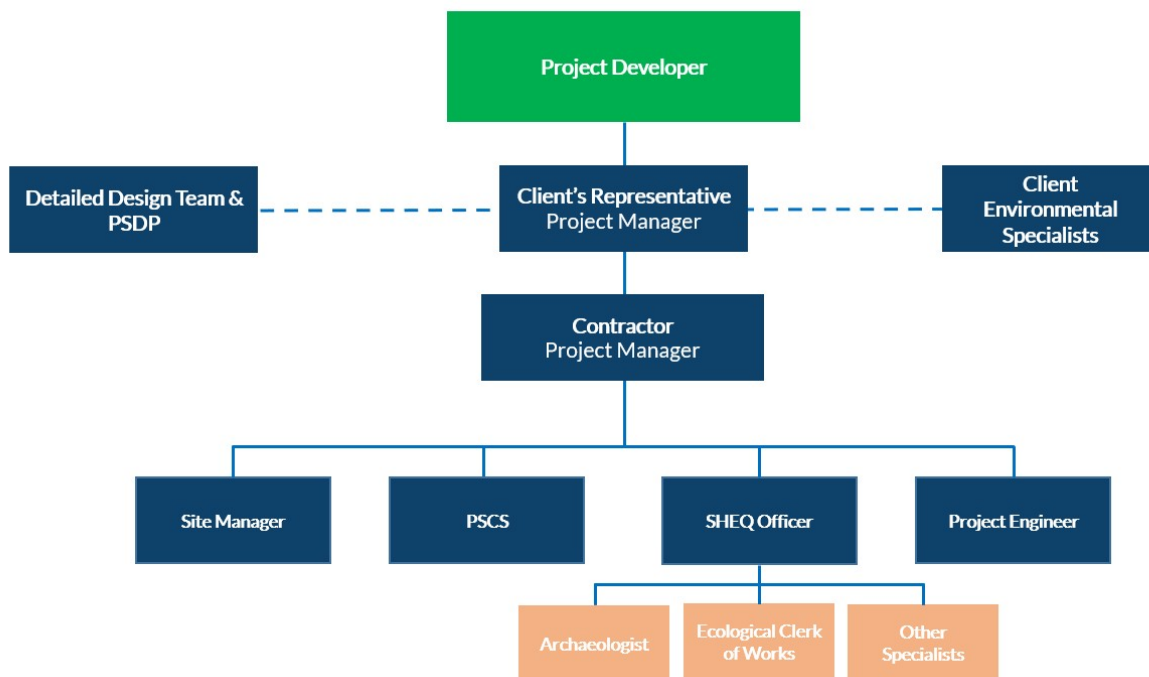 Project Developer
Detailed Design Team &
PSDP
Client's Representative
Project Manager
Client
Environmental
Specialists
Contractor
Project Manager
Site Manager
PSCS
SHEQ Officer
Project Engineer
Archaeologist
Ecological Clerk
of Works
Other
Specialists